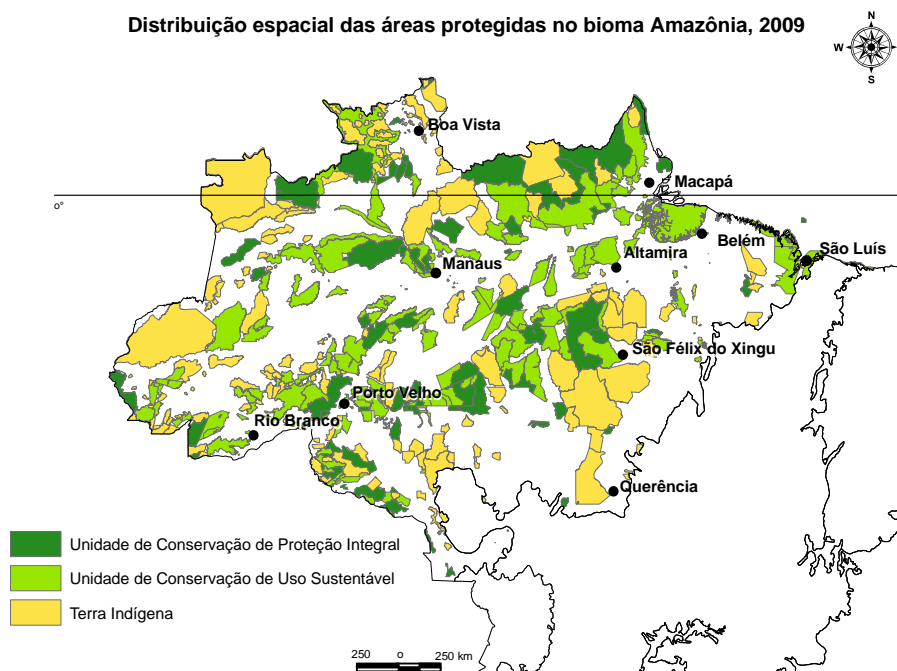 Distribuição espacial das áreas protegidas no bioma Amazônia, 2009
N
W
E
S
Boa Vista
Macapá
0°
Belém
São Luís
Altamira
Manaus
São Félix do Xingu
Porto Velho
Rio Branco
Querência
Unidade de Conservação de Proteção Integral
Unidade de Conservação de Uso Sustentável
Terra Indígena
250 0 250 km